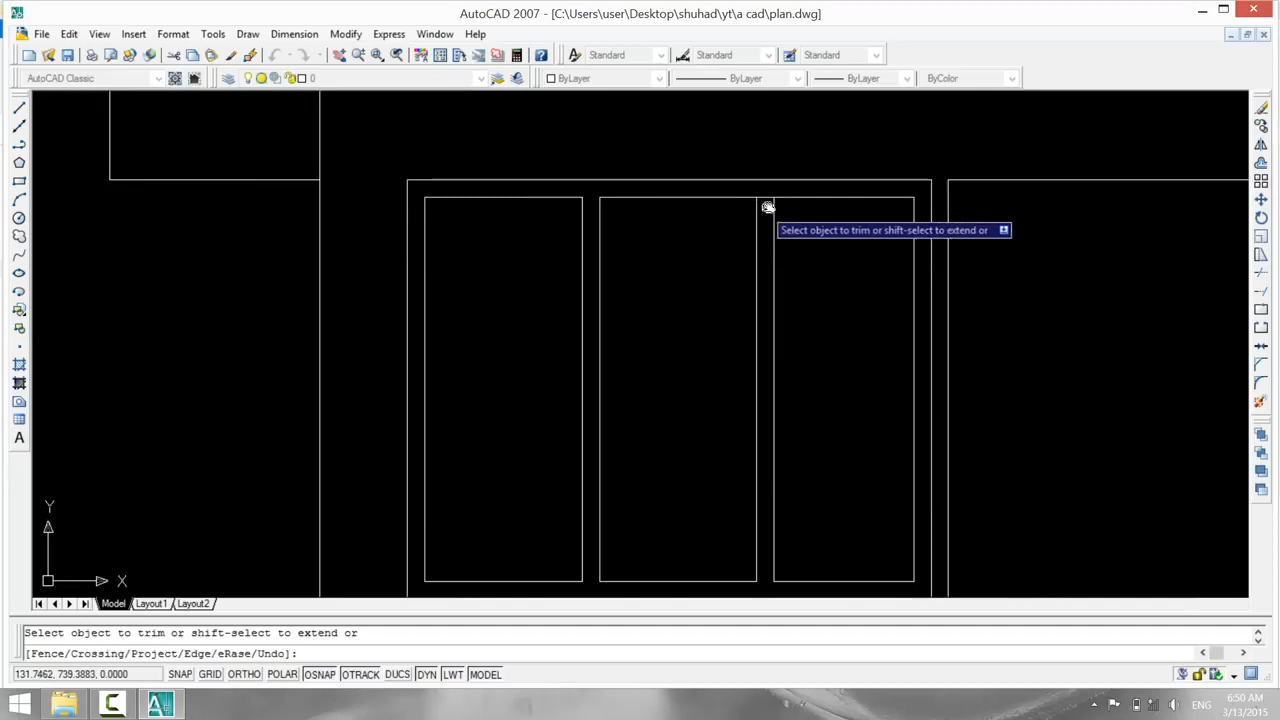 AutoCAD 2007 - [C:\Users\user\Desktop\shuhad\yt\a cad\plan.dwg]
File Edit View Insert Format Tools Draw Dimension Modify Express Window Help
Standard Standard Standard
AutoCAD Classic 0 ByLayer ByLayer ByLayer ByColor
Select object to trim or shift-select to extend or
A
Y
X
Model Layout1 Layout2
Select object to trim or shift-select to extend or
[Fence/Crossing/Project/Edge/eRase/Undo]:
131.7462, 739.3883, 0.0000 SNAP GRID ORTHO POLAR OSNAP OTRACK DUCS DYN LWT MODEL
ENG
6:50 AM
3/13/2015